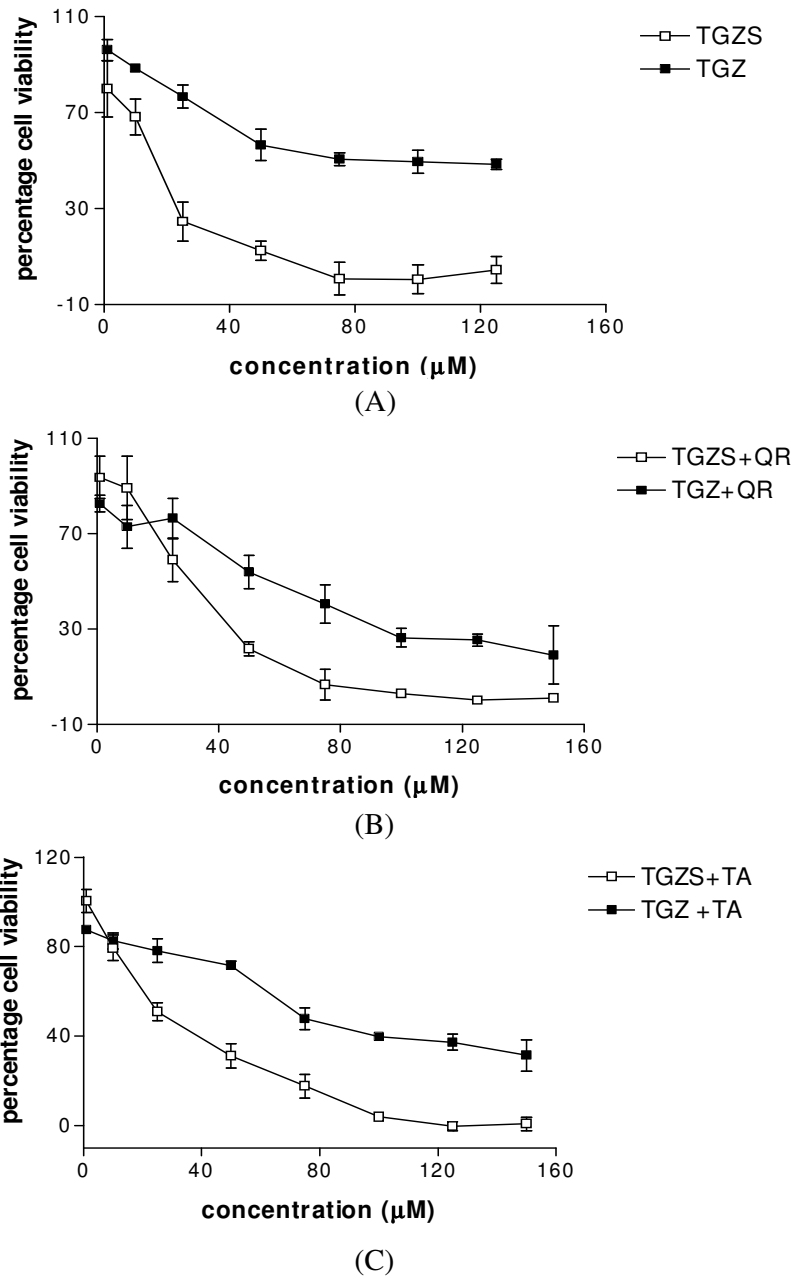 110
70
30
-10
percentage cell viability
0
40
80
120
160
concentration (μM)
TGZS
TGZ
(A)
110
70
30
-10
percentage cell viability
0
40
80
120
160
concentration (μM)
TGZS+QR
TGZ+QR
(B)
120
80
40
0
percentage cell viability
0
40
80
120
160
concentration (μM)
TGZS+TA
TGZ +TA
(C)